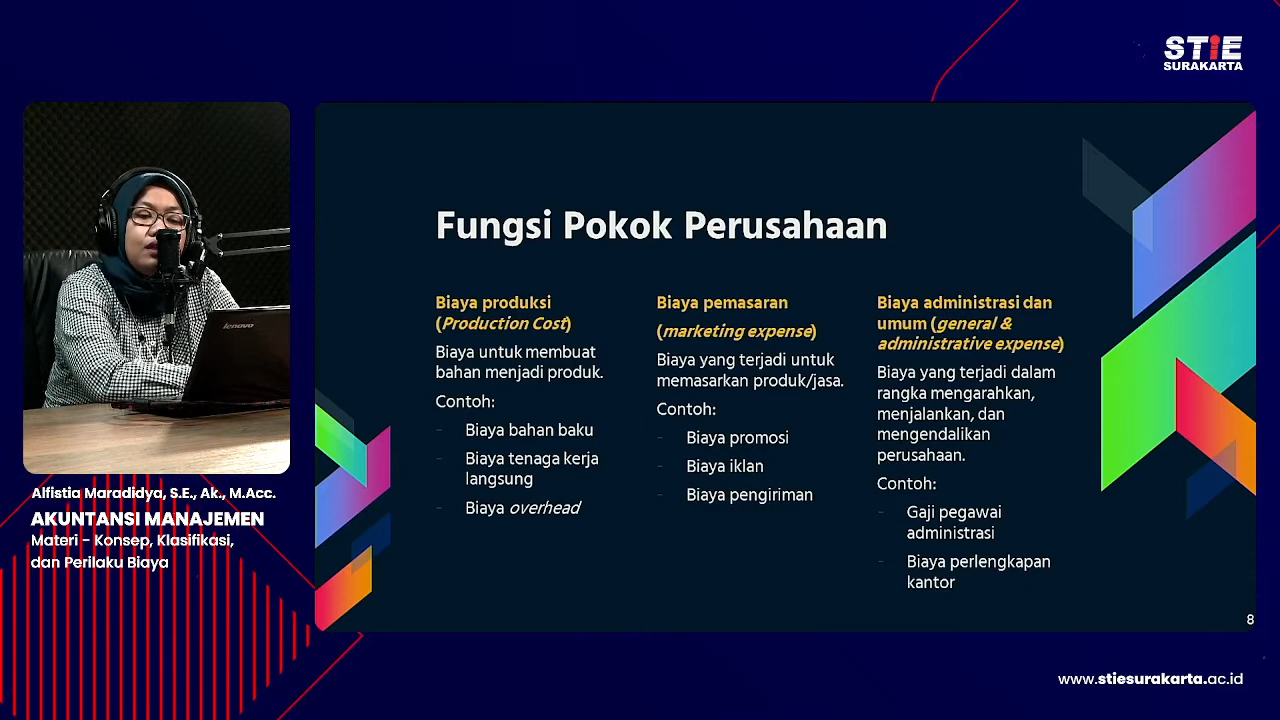 STIE
SURAKARTA
lenovo
Alfistia Maradidya, S.E., Ak., M.Acc.
AKUNTANSI MANAJEMEN
Materi - Konsep, Klasifikasi,
dan Perilaku Biaya
Fungsi Pokok Perusahaan
Biaya produksi
(Production Cost)
Biaya untuk membuat
bahan menjadi produk.
Contoh:
- Biaya bahan baku
- Biaya tenaga kerja
langsung
- Biaya overhead
Biaya pemasaran
(marketing expense)
Biaya yang terjadi untuk
memasarkan produk/jasa.
Contoh:
- Biaya promosi
- Biaya iklan
- Biaya pengiriman
Biaya administrasi dan
umum (general &
administrative expense)
Biaya yang terjadi dalam
rangka mengarahkan,
menjalankan, dan
mengendalikan
perusahaan.
Contoh:
- Gaji pegawai
administrasi
- Biaya perlengkapan
kantor
8
www.stiesurakarta.ac.id